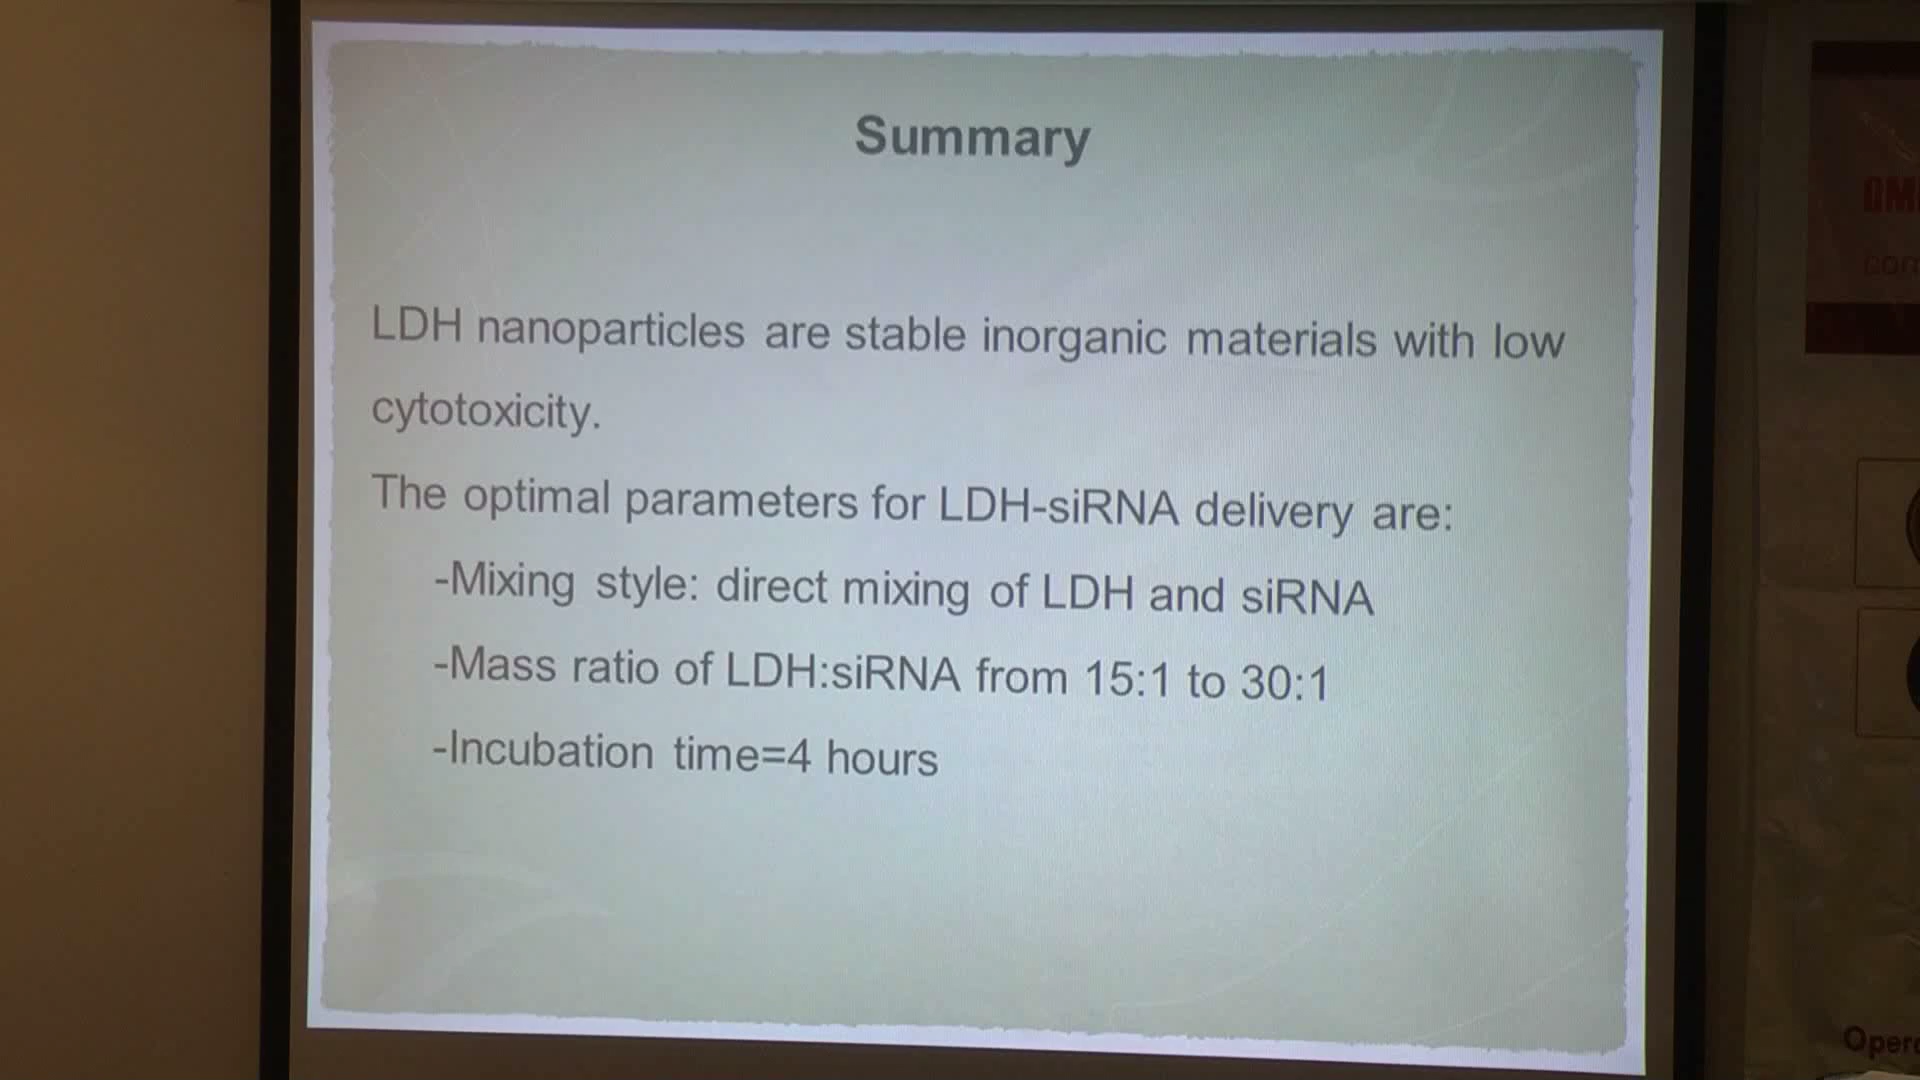 Summary
LDH nanoparticles are stable inorganic materials with low
cytotoxicity.
The optimal parameters for LDH-siRNA delivery are:
-Mixing style: direct mixing of LDH and siRNA
-Mass ratio of LDH:siRNA from 15:1 to 30:1
-Incubation time=4 hours